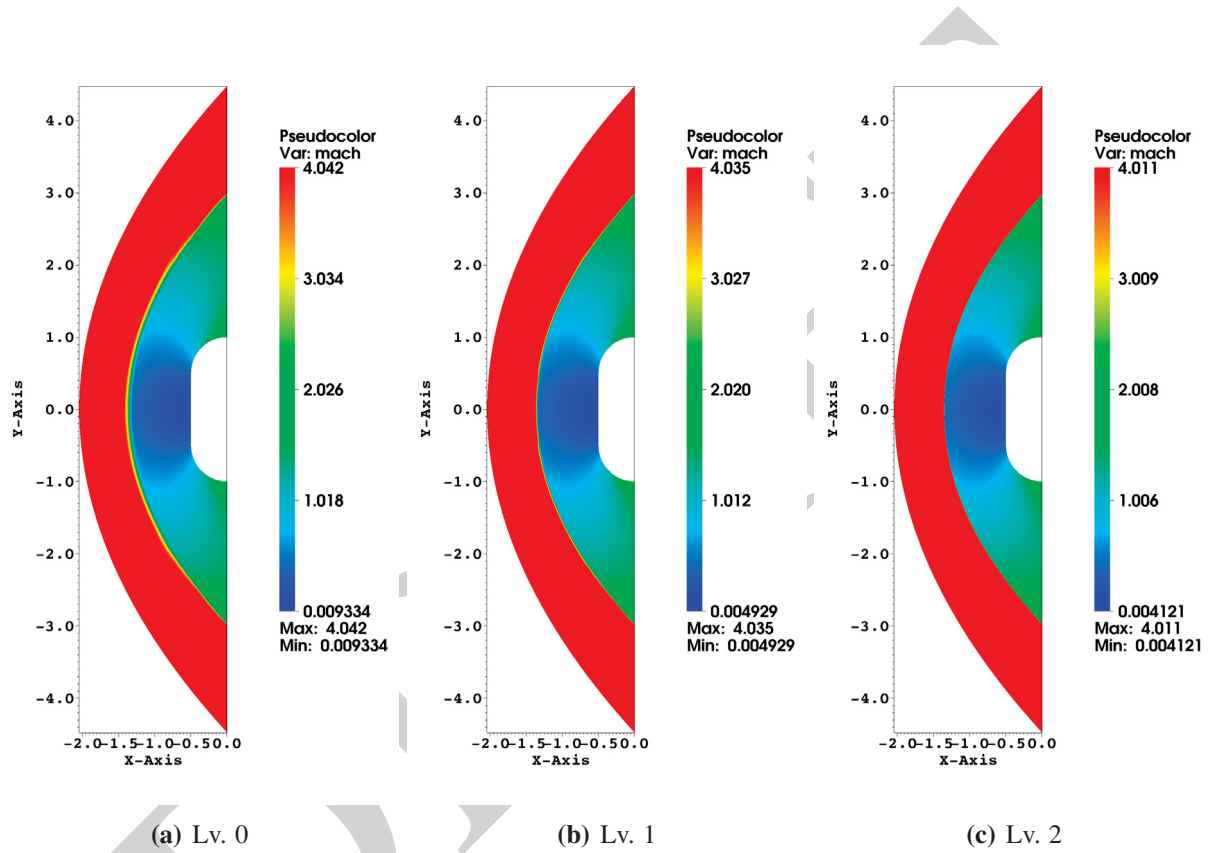 Pseudocolor
Var: mach
4.042
3.034
2.026
1.018
0.009334
Max: 4.042
Min: 0.009334
4.0
3.0
2.0
1.0
0.0
-1.0
-2.0
-3.0
-4.0
Y-Axis
-2.0-1.5-1.0-0.50.0
X-Axis
(a) Lv. 0
Pseudocolor
Var: mach
4.035
3.027
2.020
1.012
0.004929
Max: 4.035
Min: 0.004929
4.0
3.0
2.0
1.0
0.0
-1.0
-2.0
-3.0
-4.0
Y-Axis
-2.0-1.5-1.0-0.50.0
X-Axis
(b) Lv. 1
Pseudocolor
Var: mach
4.011
3.009
2.008
1.006
0.004121
Max: 4.011
Min: 0.004121
4.0
3.0
2.0
1.0
0.0
-1.0
-2.0
-3.0
-4.0
Y-Axis
-2.0-1.5-1.0-0.50.0
X-Axis
(c) Lv. 2